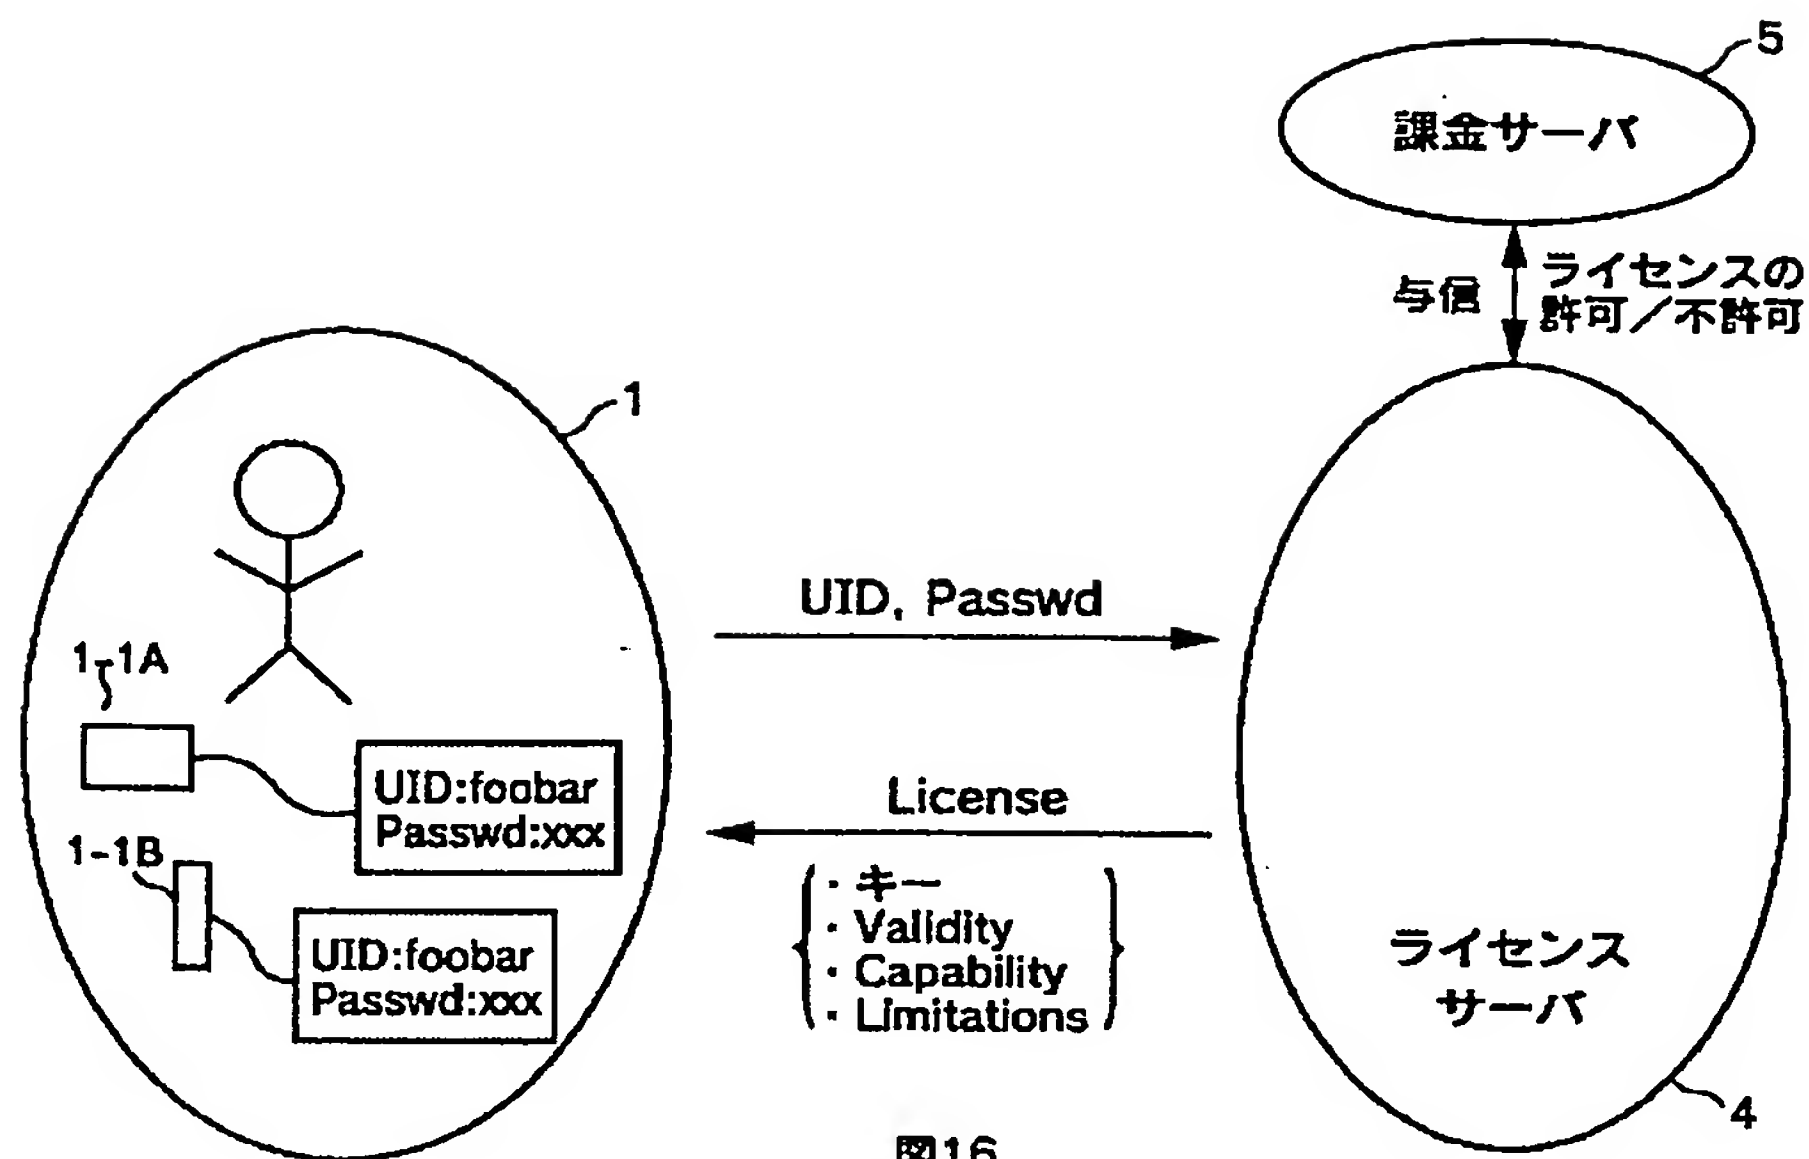 5
課金サーバ
与信
ライセンスの
許可／不許可
1
UID, Passwd
1-1A
UID:foobar
Passwd:xxx
License
1-1B
・キー
・Validity
・Capability
・Limitations
UID:foobar
Passwd:xxx
ライセンス
サーバ
4
図16